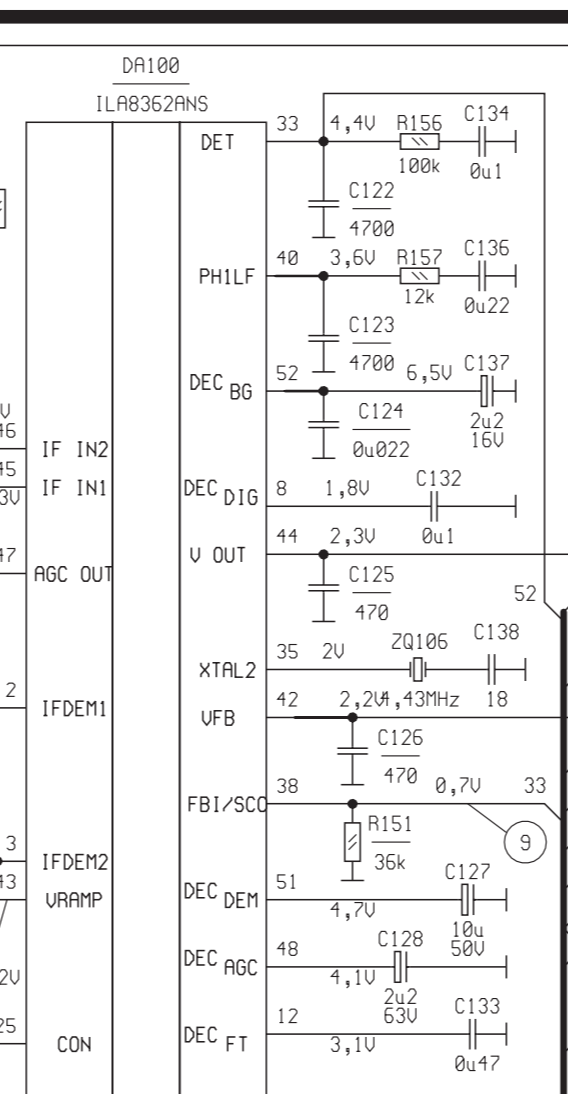 DA100
ILA8362ANS
DET 33 4,4V R156 C134
100k 0u1
C122
4700
PH1LF 40 3,6V R157 C136
12k 0u22
C123
4700
DEC BG 52 6,5V C137
2u2
16V
C124
0u022
V
46
IF IN2
45
IF IN1
3V
DEC DIG 8 1,8V C132
0u1
V OUT 44 2,3V
47
AGC OUT
C125
470
52
XTAL2 35 2V ZQ106 C138
4,43MHz 18
2
IFDEM1
VFB 42 2,2V
C126
470
FBI/SCO 38 0,7V 33
9
R151
36k
3
IFDEM2
43
VRAMP
DEC DEM 51 4,7V C127
10u
50V
DEC AGC 48 4,1V C128
2u2
63V
2V
25
CON
DEC FT 12 3,1V C133
0u47